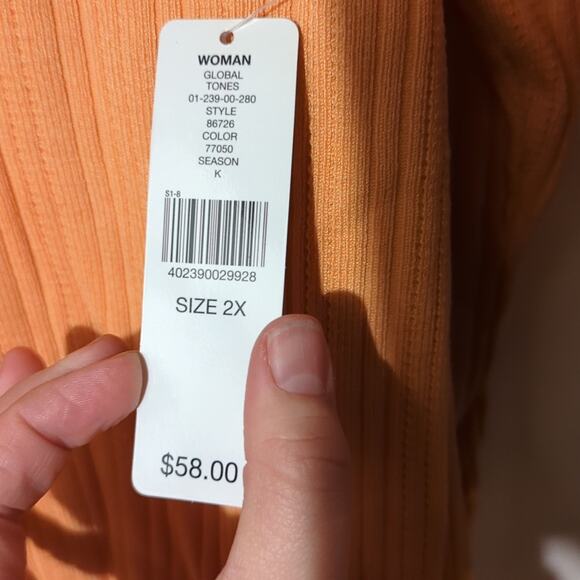 WOMAN
GLOBAL
TONES
01-239-00-280
STYLE
86726
COLOR
77050
SEASON
K
S1-8
402390029928
SIZE 2X
$58.00